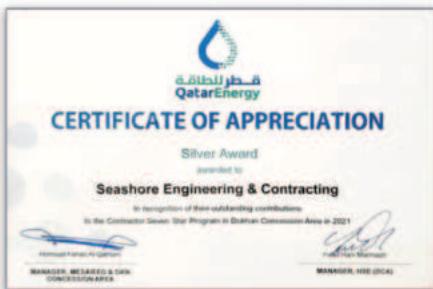 قطر للطاقة
QatarEnergy
CERTIFICATE OF APPRECIATION
Silver Award
awarded to
Seashore Engineering & Contracting
In recognition of their outstanding contributions
to the Contractor Seven Star Program in Dukhan Concession Area in 2021
MANAGER, MESAIEED & DKN
CONCESSION AREA
MANAGER, HSE (DCA)